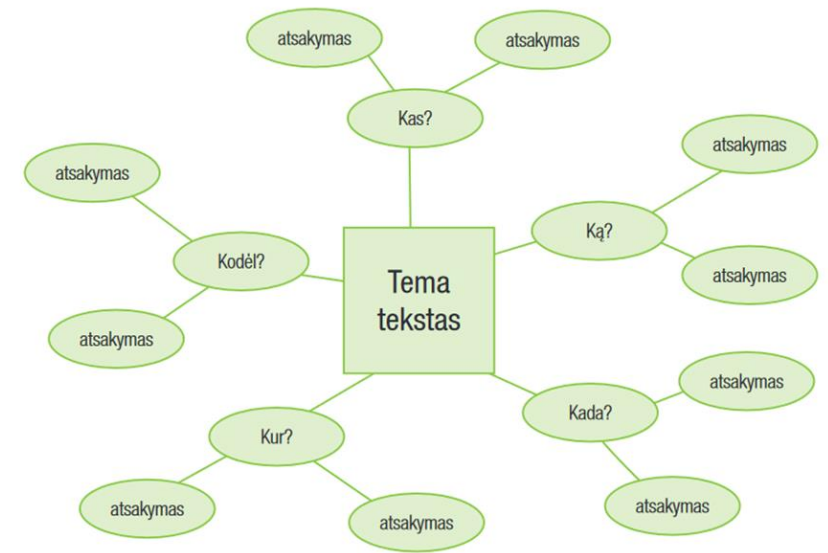 atsakymas
atsakymas
Kas?
atsakymas
Ką?
atsakymas
atsakymas
Kodėl?
atsakymas
Tema
tekstas
Kada?
atsakymas
atsakymas
Kur?
atsakymas
atsakymas